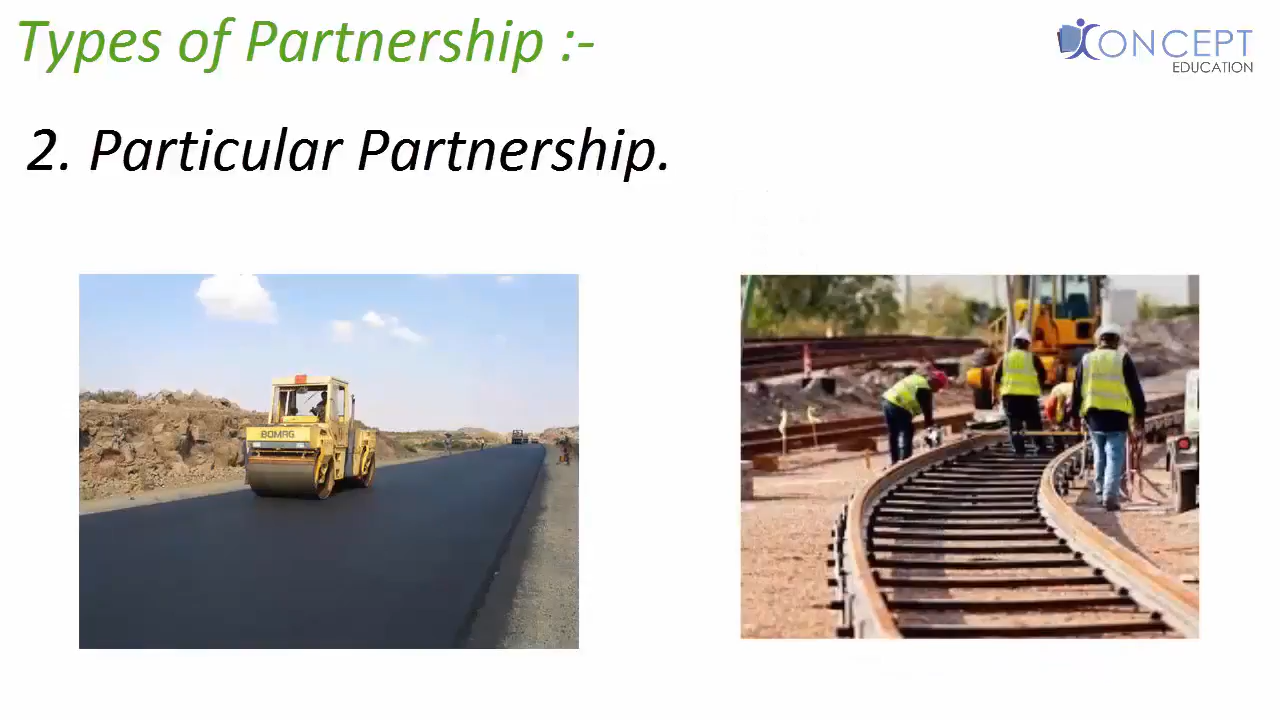 Types of Partnership :-
CONCEPT
EDUCATION
2. Particular Partnership.
BOMAG